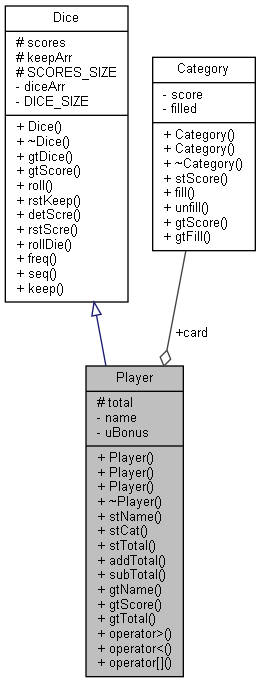 Dice
# scores
# keepArr
# SCORES_SIZE
- diceArr
- DICE_SIZE
+ Dice()
+ ~Dice()
+ gtDice()
+ gtScore()
+ roll()
+ rstKeep()
+ detScre()
+ rstScre()
+ rollDie()
+ freq()
+ seq()
+ keep()
Category
- score
- filled
+ Category()
+ Category()
+ ~Category()
+ stScore()
+ fill()
+ unfill()
+ gtScore()
+ gtFill()
+card
Player
# total
- name
- uBonus
+ Player()
+ Player()
+ Player()
+ ~Player()
+ stName()
+ stCat()
+ stTotal()
+ addTotal()
+ subTotal()
+ gtName()
+ gtScore()
+ gtTotal()
+ operator>()
+ operator<()
+ operator[]()